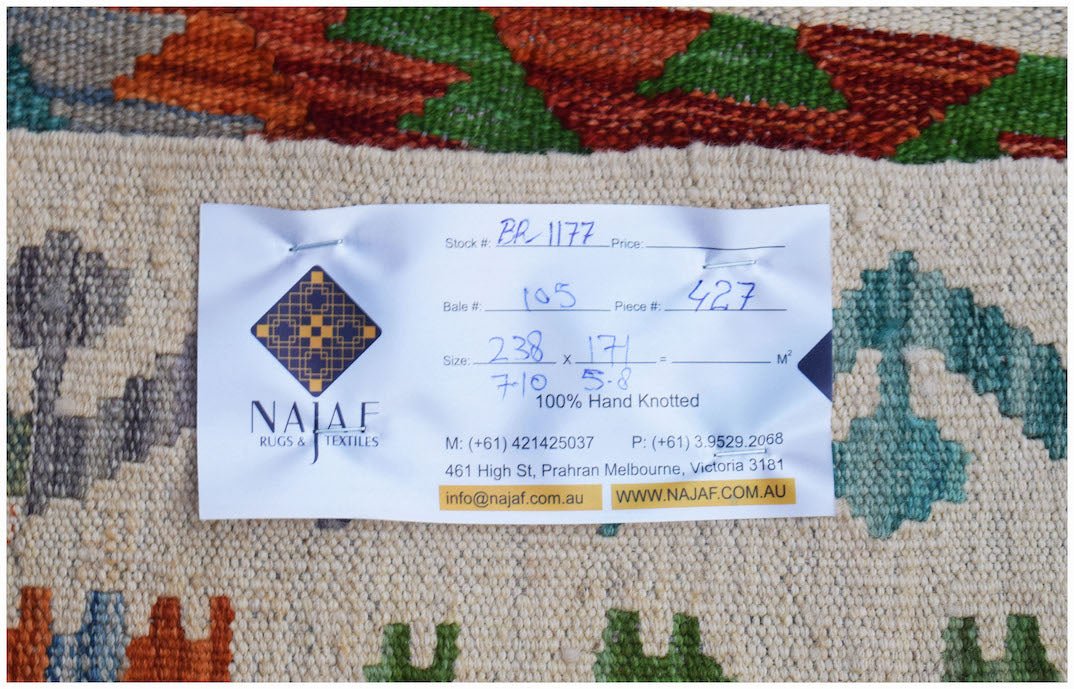 Stock #: BR 1177 Price:
Bale #: 105 Piece #: 427
Size: 238 X 171 = M²
7-10 5-8
100% Hand Knotted
NAJAF
RUGS & TEXTILES
M: (+61) 421425037 P: (+61) 3.9529.2068
461 High St, Prahran Melbourne, Victoria 3181
info@najaf.com.au WWW.NAJAF.COM.AU